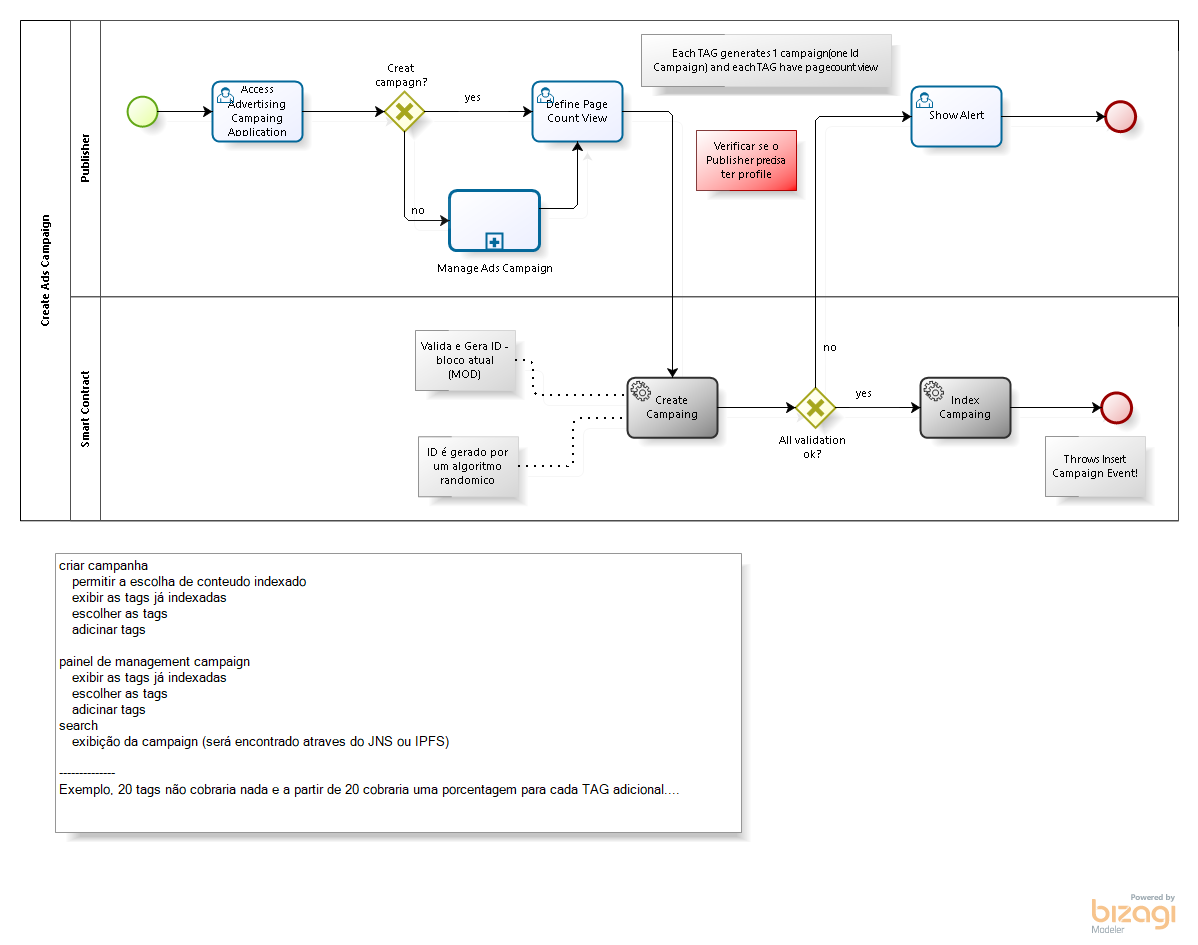 Create Ads Campaign
Publisher
Access
Advertising
Campaing
Application
Creat
campagn?
yes
no
Define Page
Count View
Manage Ads Campaign
Each TAG generates 1 campaign(one Id
Campaign) and each TAG have page count view
Verificar se o
Publisher precisa
ter profile
Show Alert
Smart Contract
Valida e Gera ID -
bloco atual
(MOD)
ID é gerado por
um algoritmo
randomico
Create
Campaing
no
yes
All validation
ok?
Index
Campaing
Throws Insert
Campaign Event!
criar campanha
permitir a escolha de conteudo indexado
exibir as tags já indexadas
escolher as tags
adicinar tags
painel de management campaign
exibir as tags já indexadas
escolher as tags
adicinar tags
search
exibição da campaign (será encontrado atraves do JNS ou IPFS)
--------------
Exemplo, 20 tags não cobraria nada e a partir de 20 cobraria uma porcentagem para cada TAG adicional....
Powered by
bizagi
Modeler